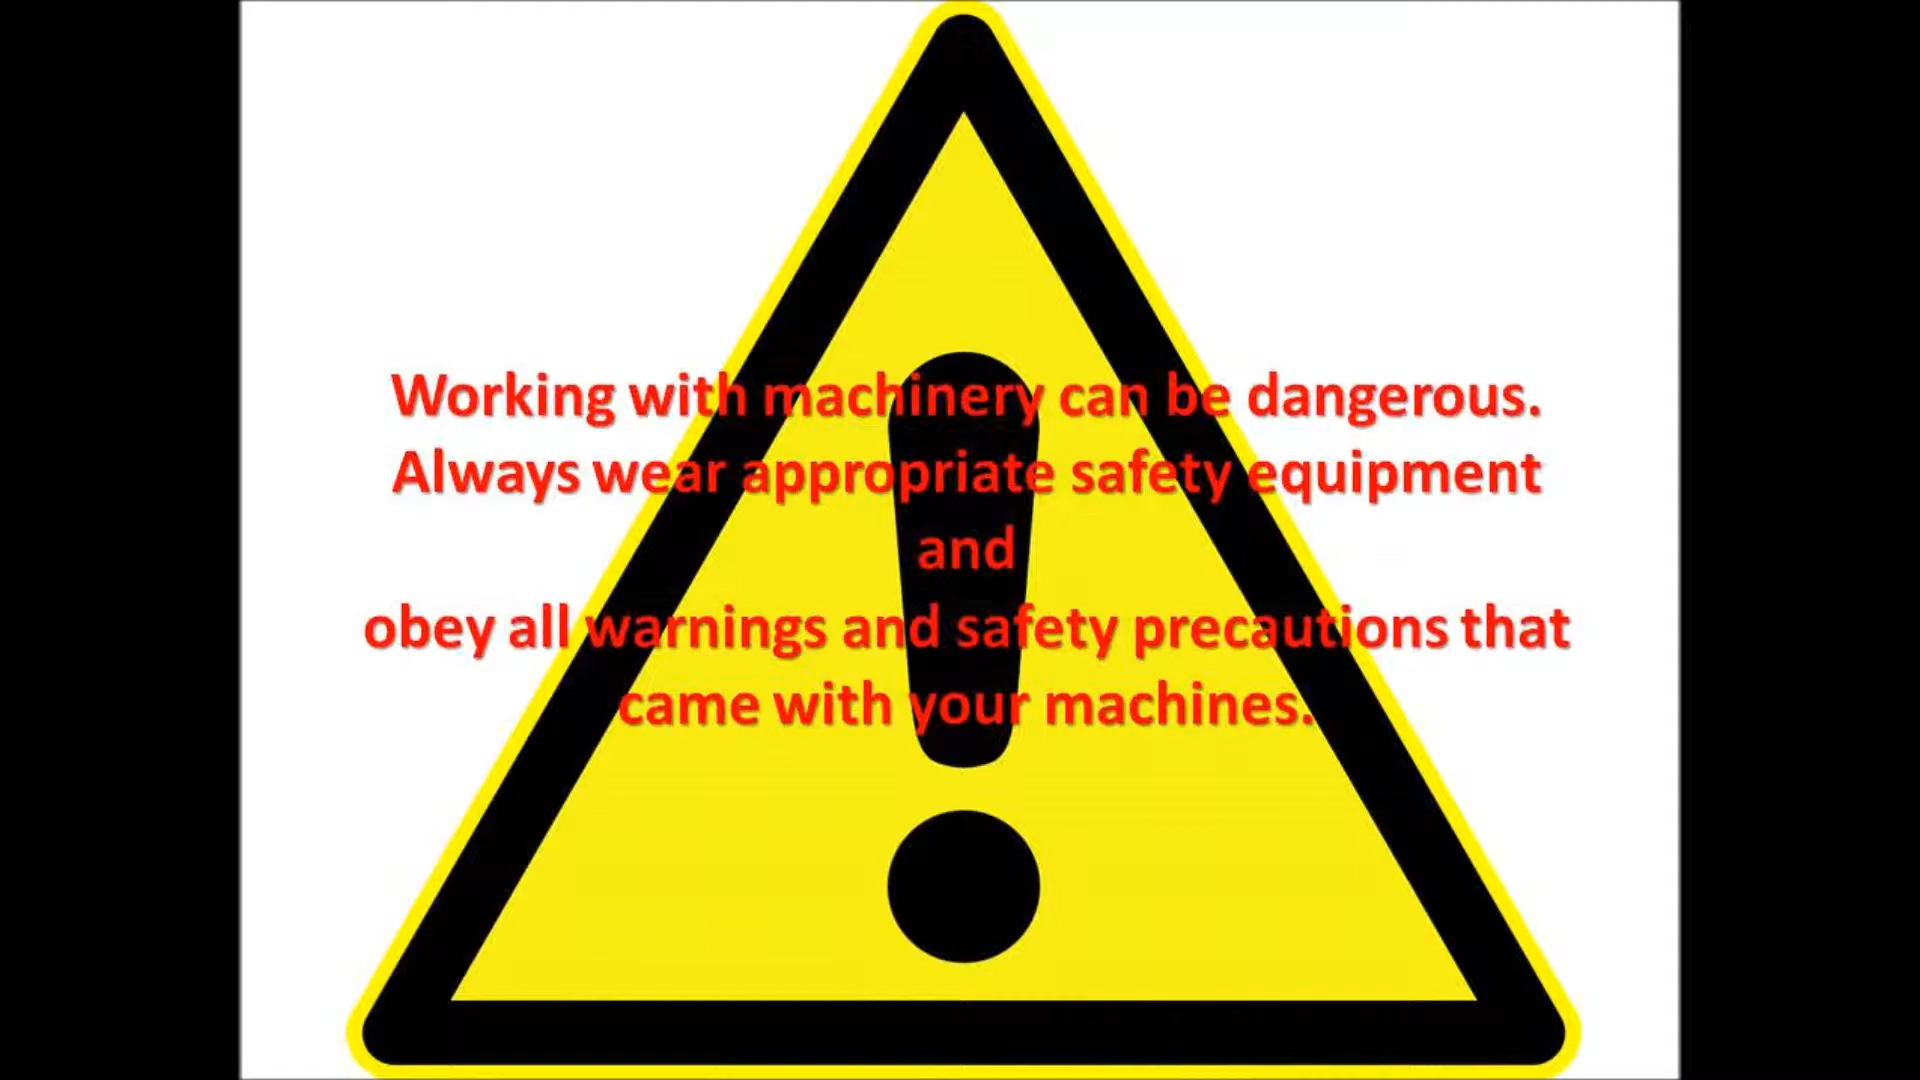 Working with machinery can be dangerous.
Always wear appropriate safety equipment
and
obey all warnings and safety precautions that
came with your machines.